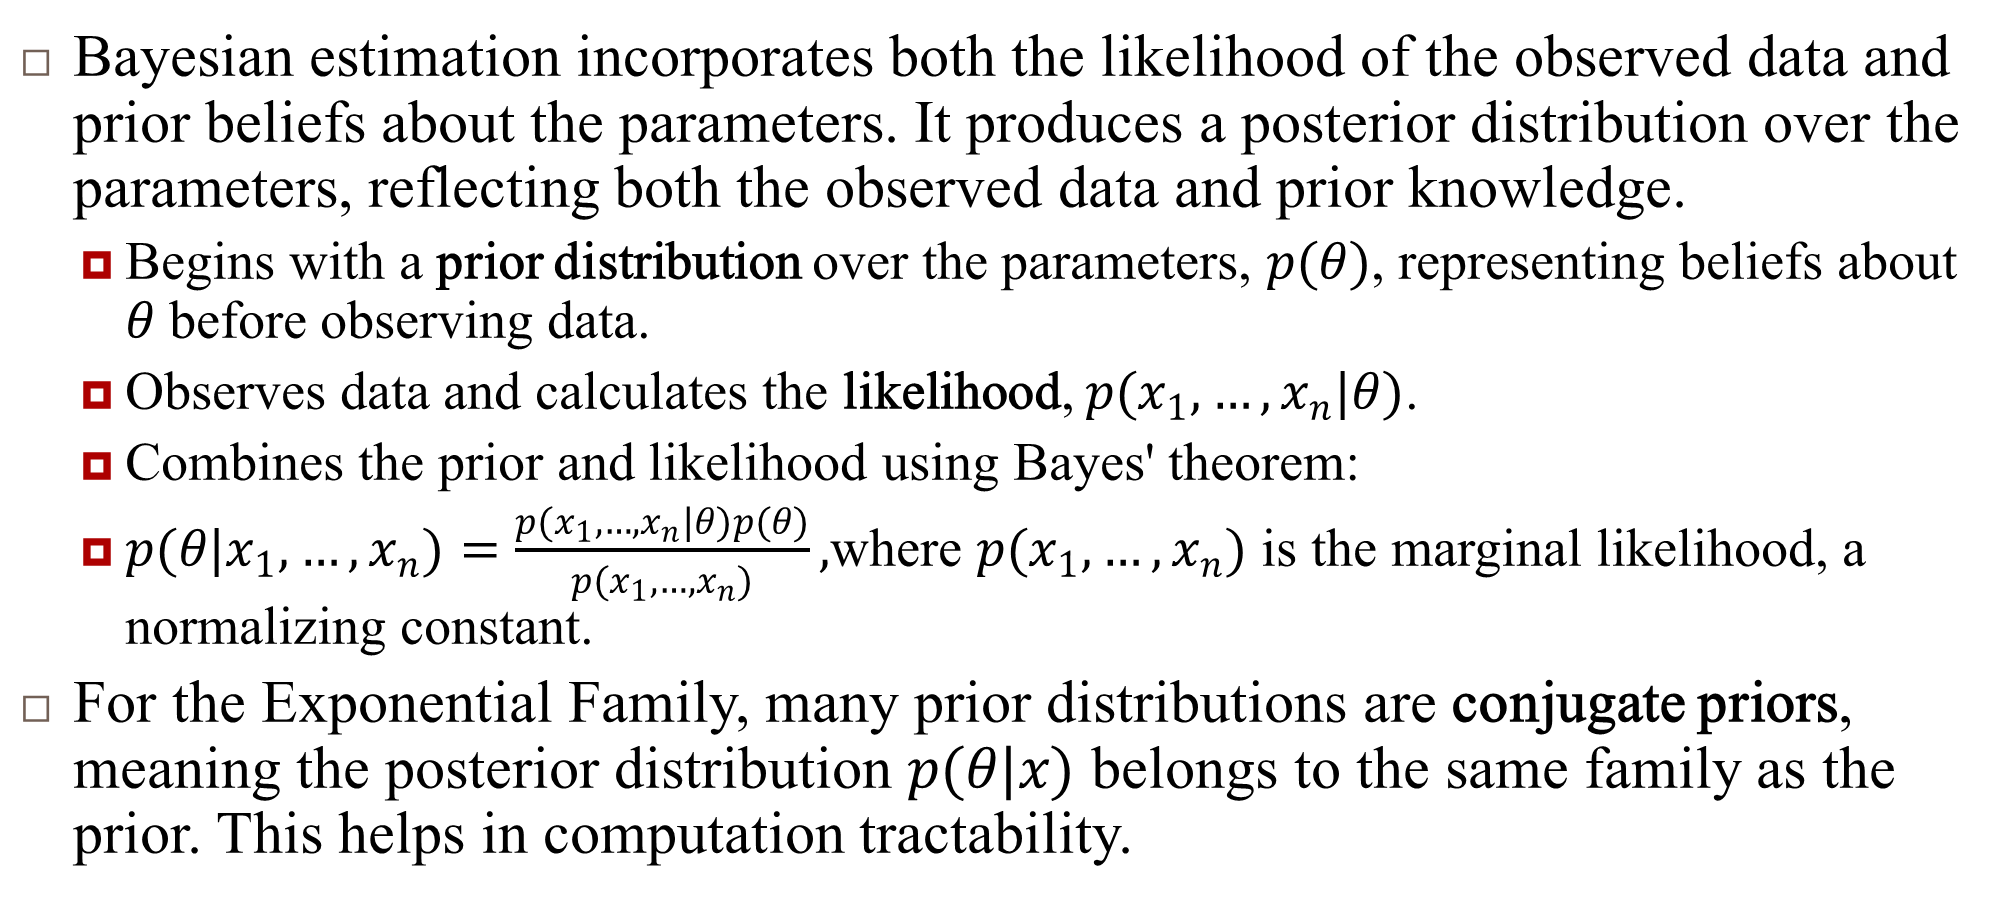 Bayesian estimation incorporates both the likelihood of the observed data and
prior beliefs about the parameters. It produces a posterior distribution over the
parameters, reflecting both the observed data and prior knowledge.
Begins with a prior distribution over the parameters, p(θ), representing beliefs about
θ before observing data.
Observes data and calculates the likelihood, p(x₁, … , xₙ|θ).
Combines the prior and likelihood using Bayes' theorem:
p(θ|x₁, … , xₙ) = p(x₁,…,xₙ|θ)p(θ) / p(x₁,…,xₙ) ,where p(x₁, … , xₙ) is the marginal likelihood, a
normalizing constant.
For the Exponential Family, many prior distributions are conjugate priors,
meaning the posterior distribution p(θ|x) belongs to the same family as the
prior. This helps in computation tractability.